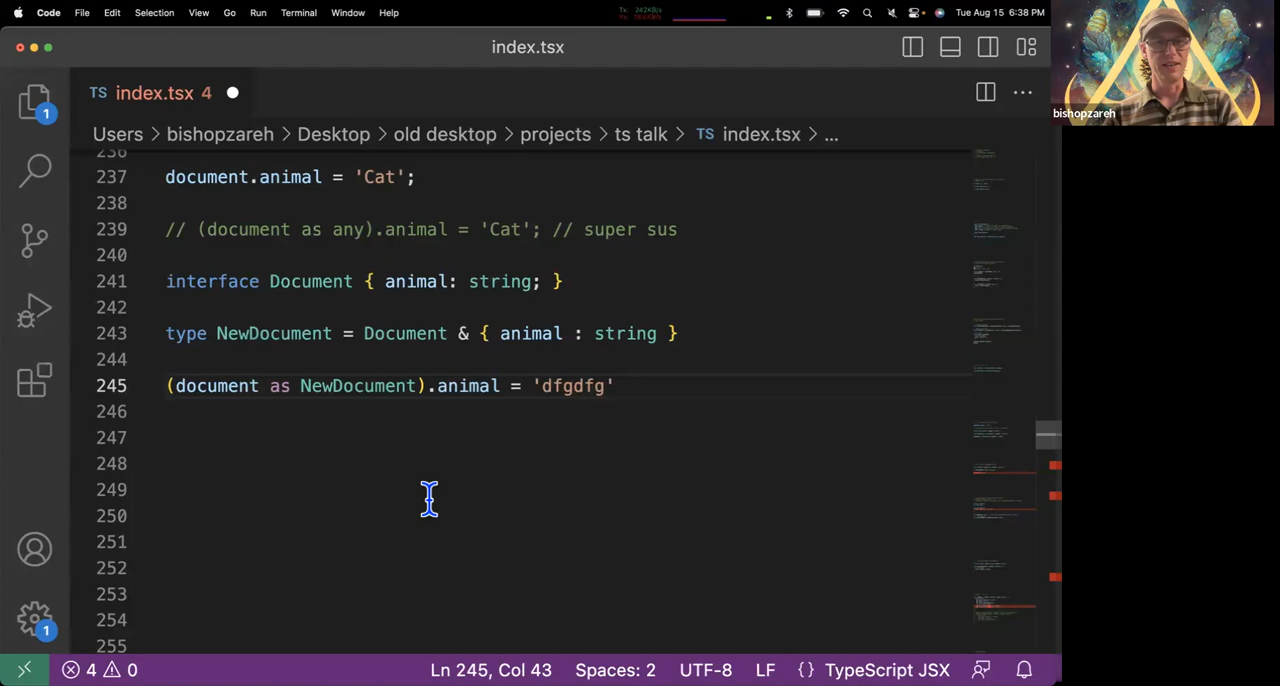 Code File Edit Selection View Go Run Terminal Window Help Tue Aug 15 6:38 PM
index.tsx
bishopzareh
1
TS index.tsx 4
Users > bishopzareh > Desktop > old desktop > projects > ts talk > TS index.tsx > ...
236
237 document.animal = 'Cat';
238
239 // (document as any).animal = 'Cat'; // super sus
240
241 interface Document { animal: string; }
242
243 type NewDocument = Document & { animal : string }
244
245 (document as NewDocument).animal = 'dfgdfg'
246
247
248
249
250
251
252
253
254
255
1
4 0 Ln 245, Col 43 Spaces: 2 UTF-8 LF {} TypeScript JSX